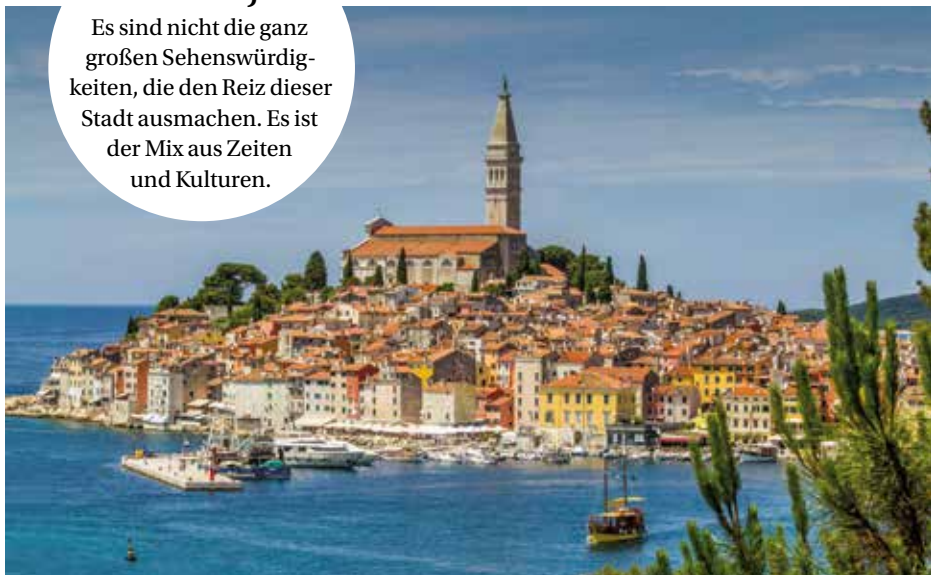 Es sind nicht die ganz
großen Sehenswürdig-
keiten, die den Reiz dieser
Stadt ausmachen. Es ist
der Mix aus Zeiten
und Kulturen.